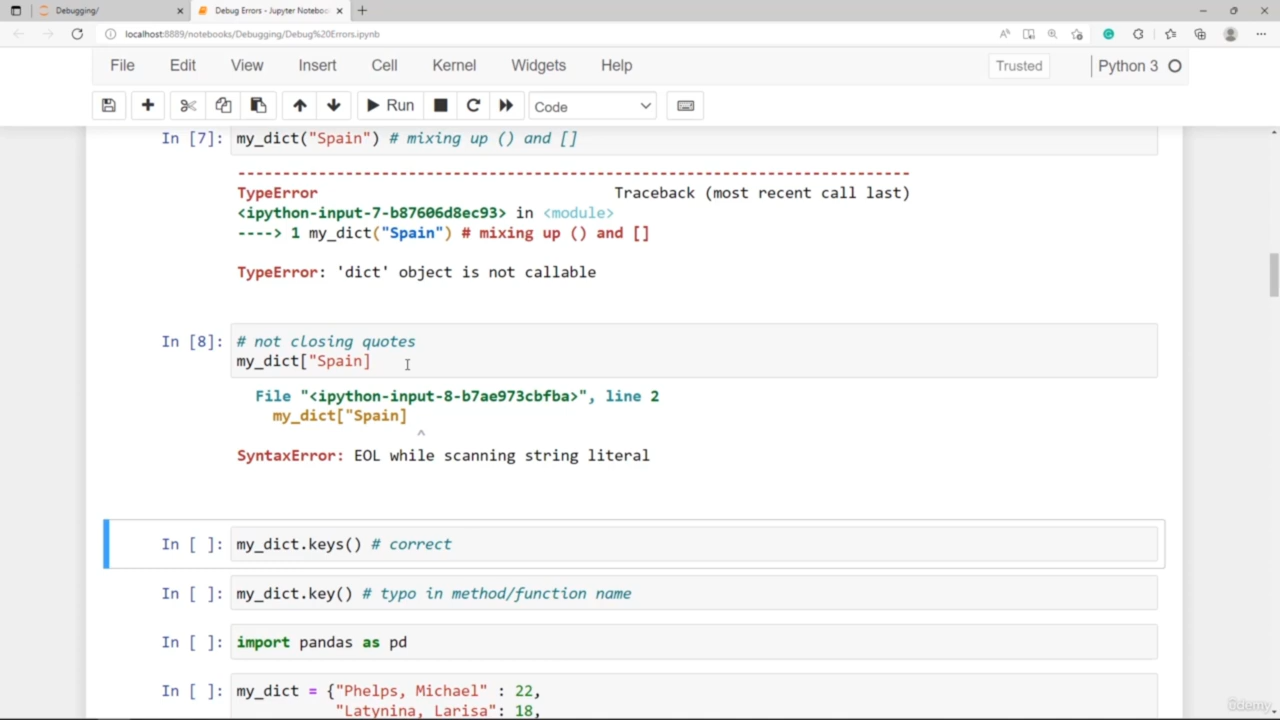 Debugging/
Debug Errors - Jupyter Noteboo
localhost:8889/notebooks/Debugging/Debug%20Errors.ipynb
File Edit View Insert Cell Kernel Widgets Help Trusted Python 3
Run Code
In [7]: my_dict("Spain") # mixing up () and []
---------------------------------------------------------------------------
TypeError Traceback (most recent call last)
<ipython-input-7-b87606d8ec93> in <module>
----> 1 my_dict("Spain") # mixing up () and []
TypeError: 'dict' object is not callable
In [8]: # not closing quotes
my_dict["Spain]
File "<ipython-input-8-b7ae973cbfba>", line 2
my_dict["Spain]
^
SyntaxError: EOL while scanning string literal
In [ ]: my_dict.keys() # correct
In [ ]: my_dict.key() # typo in method/function name
In [ ]: import pandas as pd
In [ ]: my_dict = {"Phelps, Michael" : 22,
"Latynina, Larisa": 18,
ûdemy